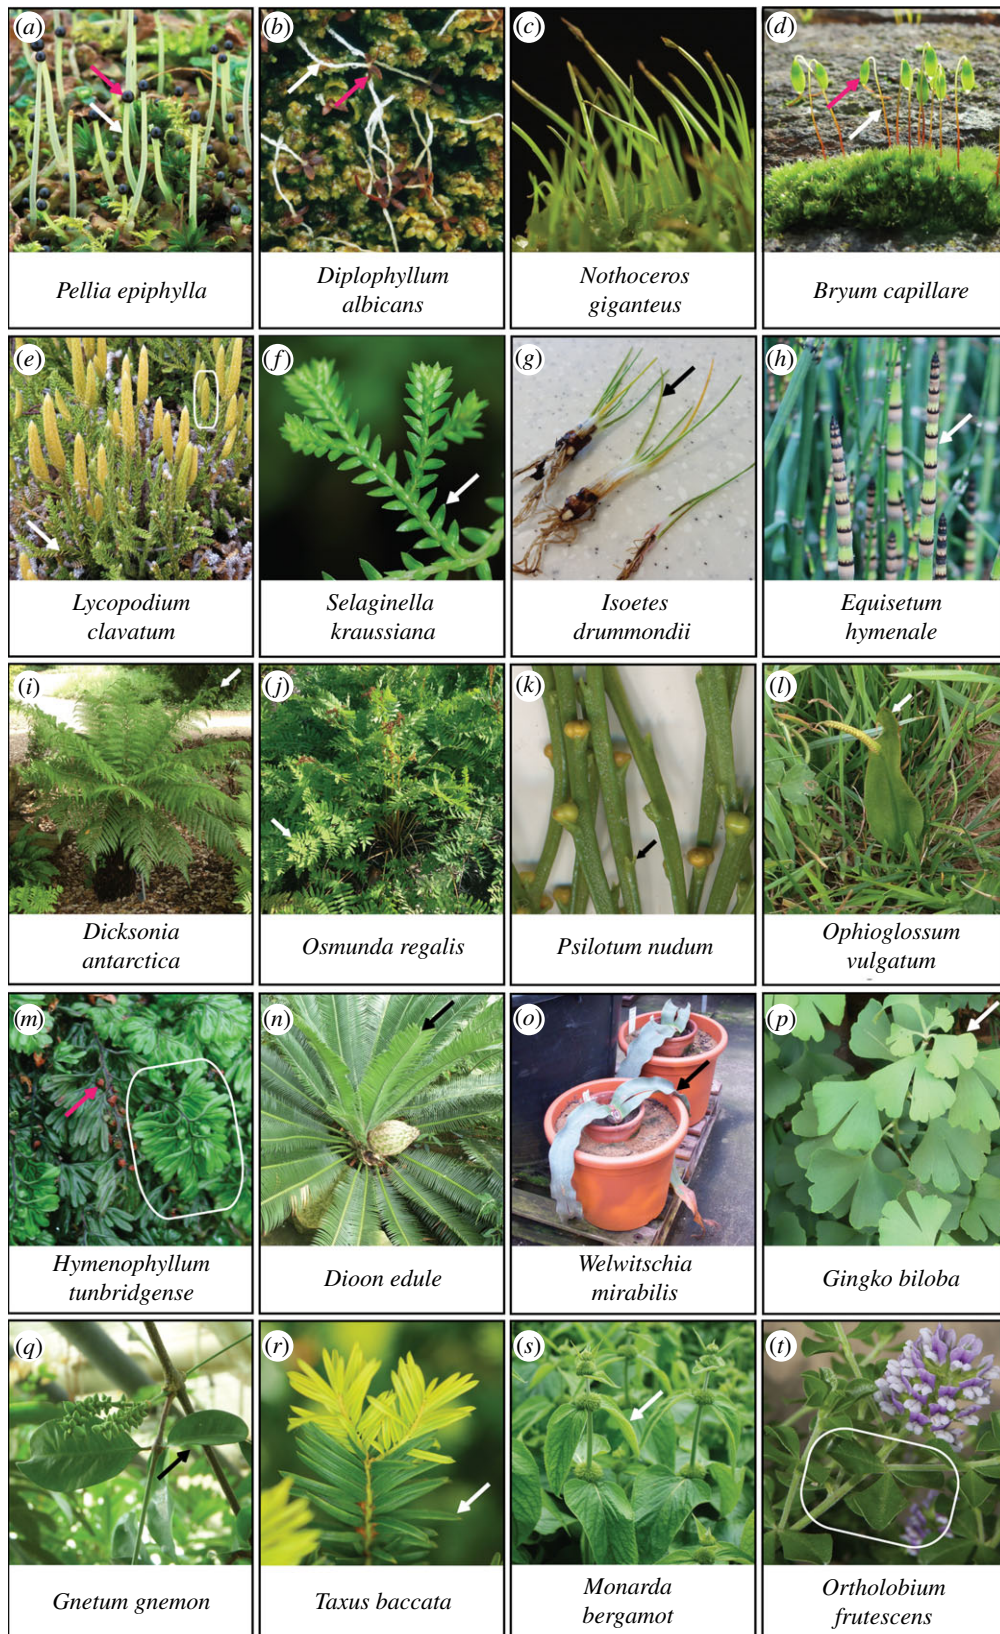 (a)
(b)
(c)
(d)
Pellia epiphylla
Diplophyllum
albicans
Nothoceros
giganteus
Bryum capillare
(e)
(f)
(g)
(h)
Lycopodium
clavatum
Selaginella
kraussiana
Isoetes
drummondii
Equisetum
hymenale
(i)
(j)
(k)
(l)
Dicksonia
antarctica
Osmunda regalis
Psilotum nudum
Ophioglossum
vulgatum
(m)
(n)
(o)
(p)
Hymenophyllum
tunbridgense
Dioon edule
Welwitschia
mirabilis
Gingko biloba
(q)
(r)
(s)
(t)
Gnetum gnemon
Taxus baccata
Monarda
bergamot
Ortholobium
frutescens